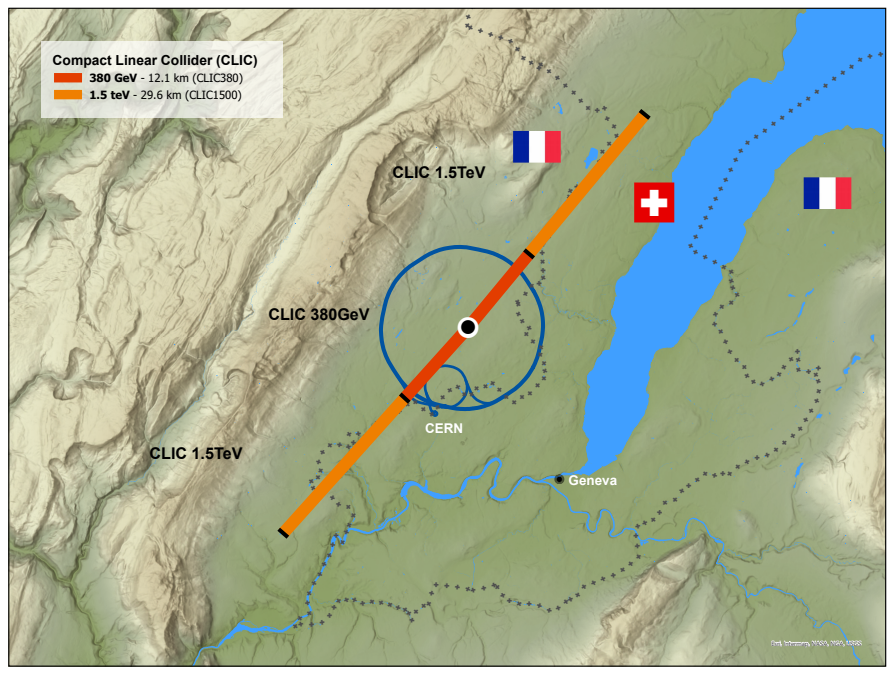 Compact Linear Collider (CLIC)
380 GeV - 12.1 km (CLIC380)
1.5 teV - 29.6 km (CLIC1500)
CLIC 1.5TeV
CLIC 380GeV
CERN
CLIC 1.5TeV
Geneva